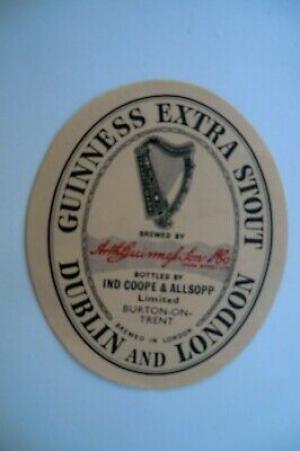 GUINNESS EXTRA STOUT
BREWED BY
Arth Guinness Son & Co
BOTTLED BY
IND COOPE & ALLSOPP
Limited
BURTON-ON-
TRENT
BREWED IN LONDON
DUBLIN AND LONDON